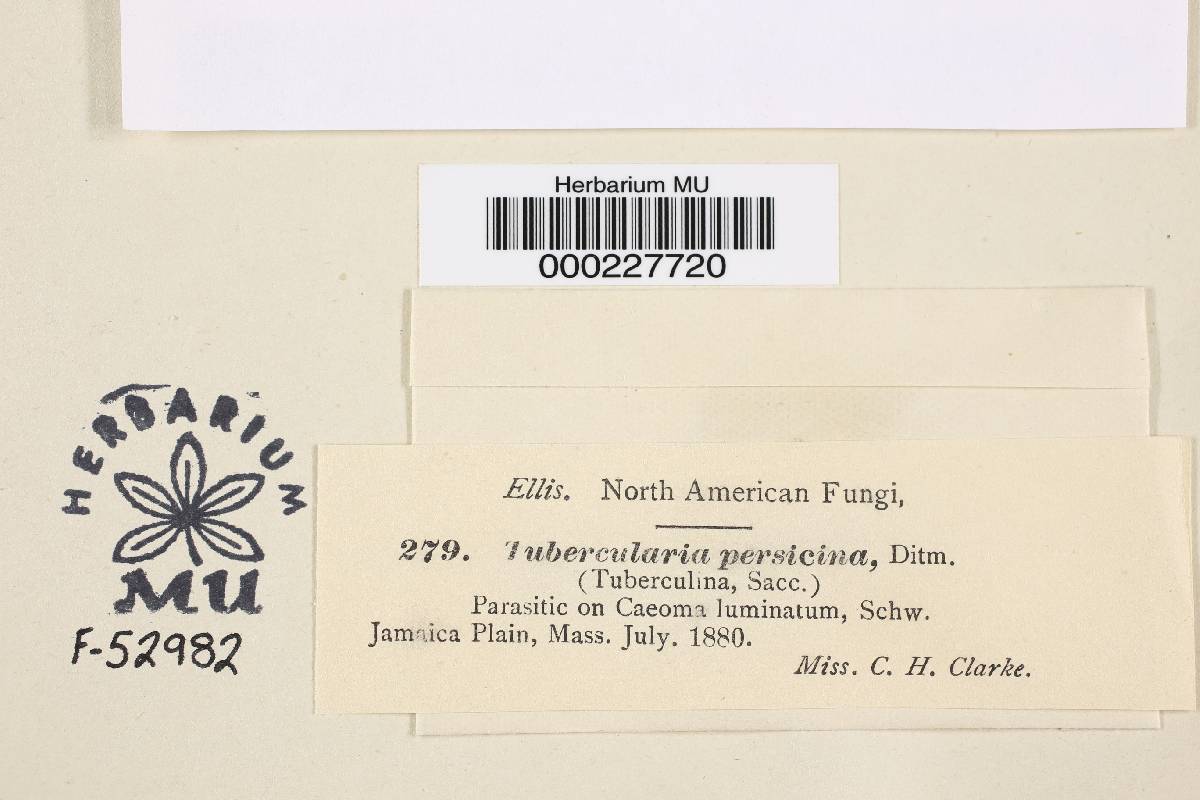 Herbarium MU
000227720
HERBARIUM
MU
F-52982
Ellis. North American Fungi,
279. Tubercularia persicina, Ditm.
(Tuberculina, Sacc.)
Parasitic on Caeoma luminatum, Schw.
Jamaica Plain, Mass. July. 1880.
Miss. C. H. Clarke.